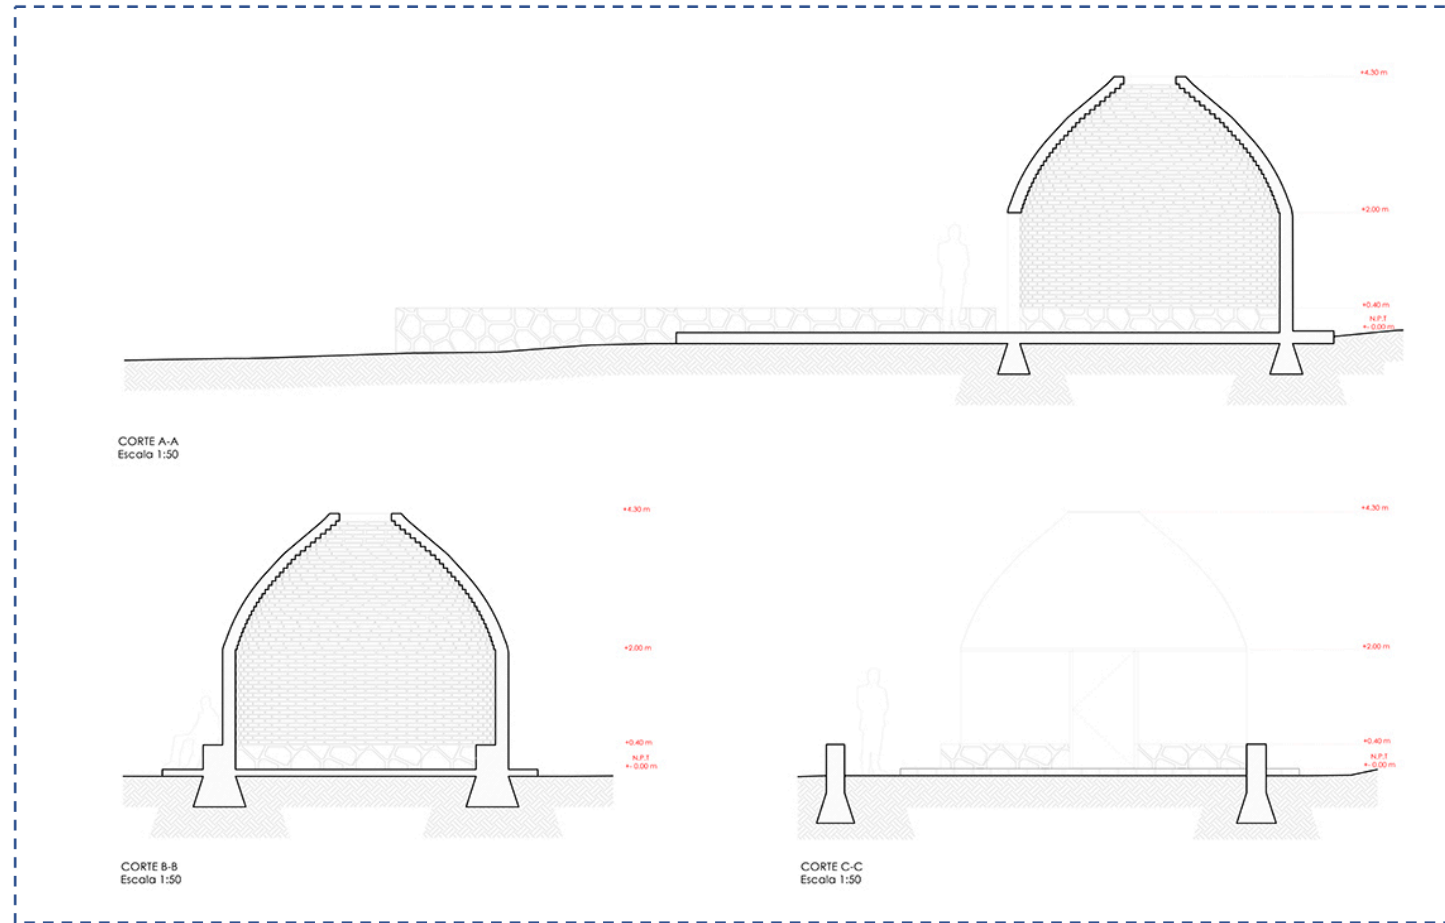 +4.30 m
+2.00 m
+0.40 m
N.P.T
+- 0.00 m
CORTE A-A
Escala 1:50
+4.30 m
+2.00 m
+0.40 m
N.P.T
+- 0.00 m
CORTE B-B
Escala 1:50
+4.30 m
+2.00 m
+0.40 m
N.P.T
+- 0.00 m
CORTE C-C
Escala 1:50